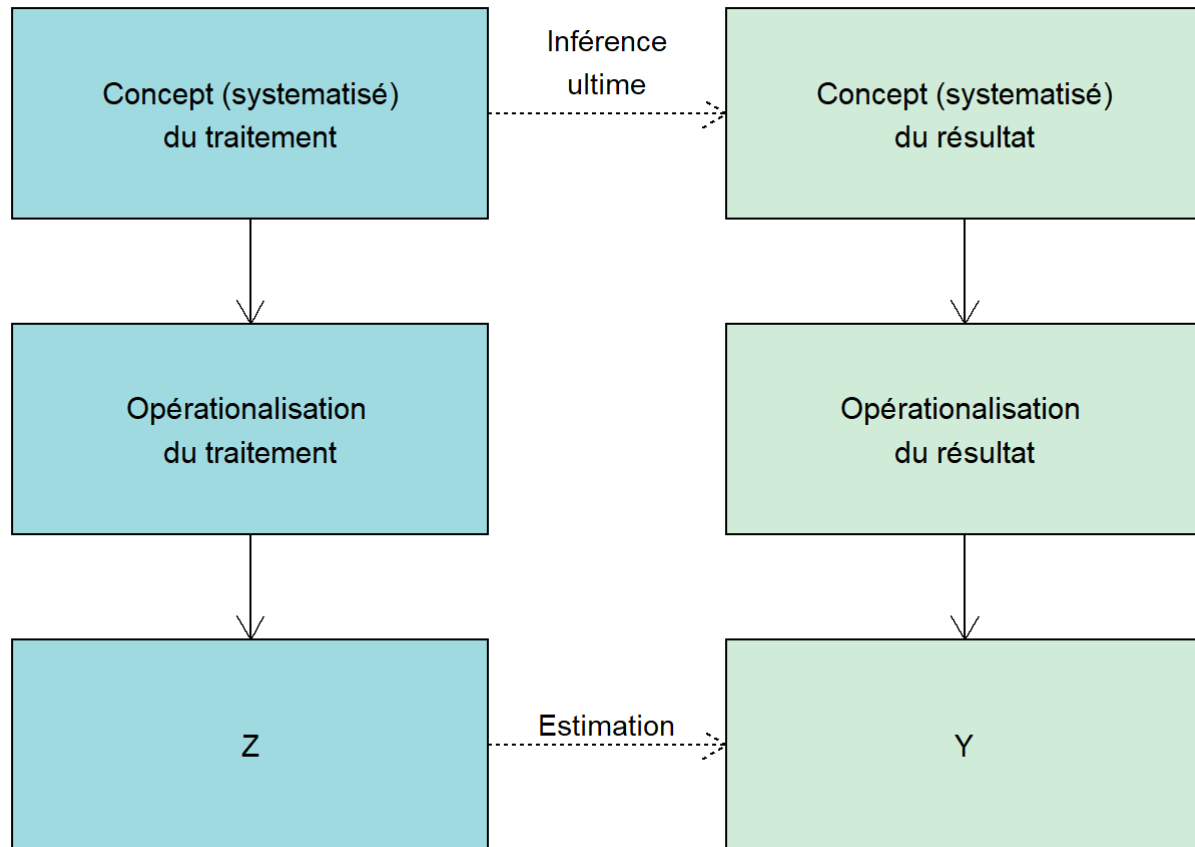 Concept (systematisé)
du traitement
Inférence
ultime
Concept (systematisé)
du résultat
Opérationalisation
du traitement
Opérationalisation
du résultat
Z
Estimation
Y